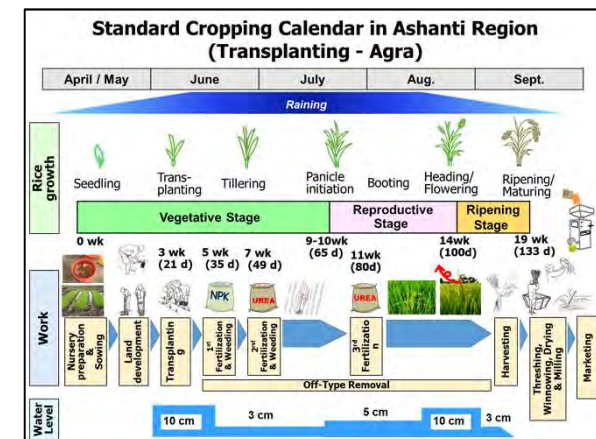 Standard Cropping Calendar in Ashanti Region
(Transplanting - Agra)
April / May
June
July
Aug.
Sept.
Raining
Rice
growth
Seedling
Trans-
planting
Tillering
Panicle
initiation
Booting
Heading/
Flowering
Ripening/
Maturing
Vegetative Stage
Reproductive
Stage
Ripening
Stage
0 wk
3 wk
(21 d)
5 wk
(35 d)
7 wk
(49 d)
9-10wk
(65 d)
11wk
(80d)
14wk
(100d)
19 wk
(133 d)
NPK
UREA
UREA
Work
Nursery
preparation
&
Sowing
Land
development
Transplantin
g
1st
Fertilization
& Weeding
2nd
Fertilization
& Weeding
3rd
Fertilizatio
n
Harvesting
Threshing,
Winnowing, Drying
& Milling
Marketing
Off-Type Removal
Water
Level
10 cm
3 cm
5 cm
10 cm
3 cm